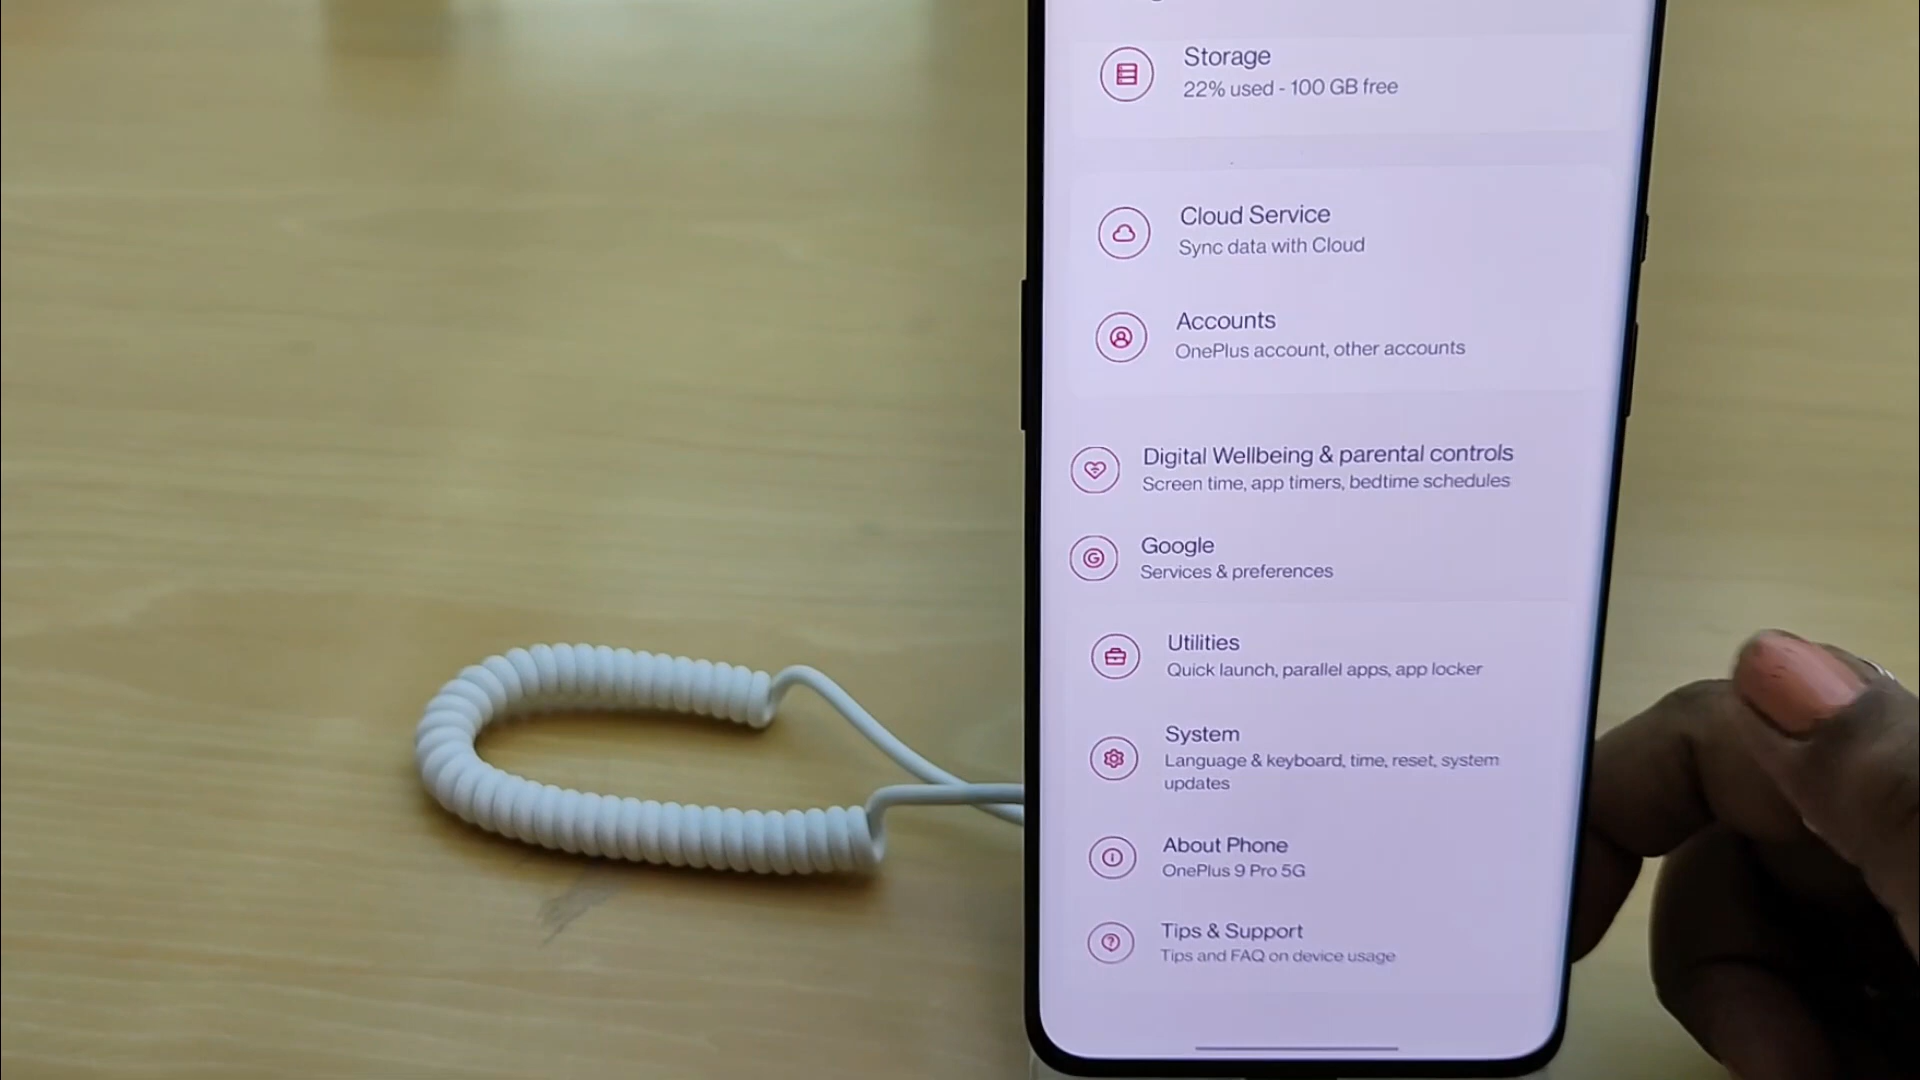 Storage
22% used - 100 GB free
Cloud Service
Sync data with Cloud
Accounts
OnePlus account, other accounts
Digital Wellbeing & parental controls
Screen time, app timers, bedtime schedules
Google
Services & preferences
Utilities
Quick launch, parallel apps, app locker
System
Language & keyboard, time, reset, system
updates
About Phone
OnePlus 9 Pro 5G
Tips & Support
Tips and FAQ on device usage